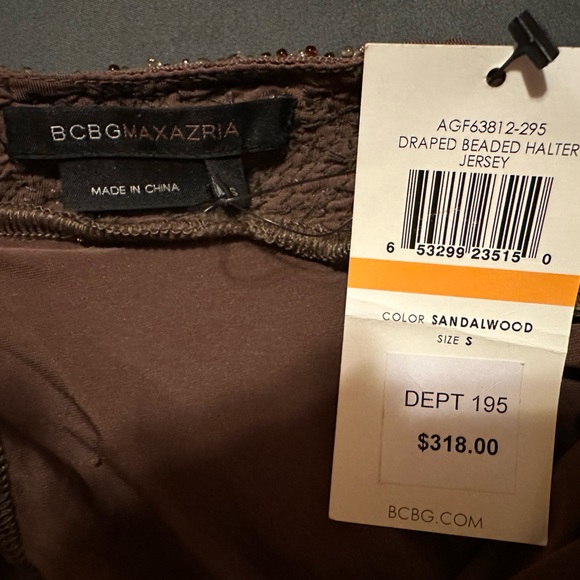 BCBGMAXAZRIA
MADE IN CHINA
S
AGF63812-295
DRAPED BEADED HALTER
JERSEY
6 53299 23515 0
COLOR SANDALWOOD
SIZE S
DEPT 195
$318.00
BCBG.COM